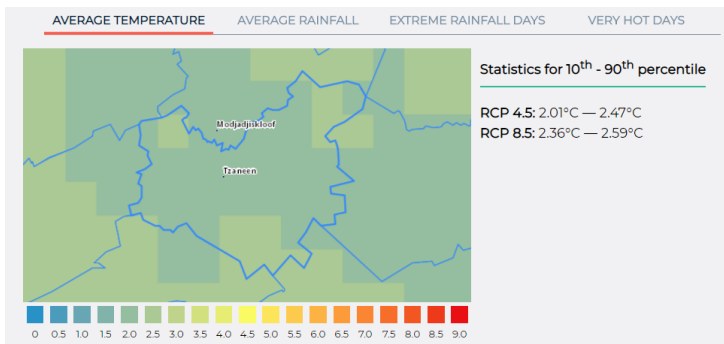 AVERAGE TEMPERATURE AVERAGE RAINFALL EXTREME RAINFALL DAYS VERY HOT DAYS
Statistics for 10th - 90th percentile
RCP 4.5: 2.01°C — 2.47°C
RCP 8.5: 2.36°C — 2.59°C
Modjadjiskloof
Tzaneen
0 0.5 1.0 1.5 2.0 2.5 3.0 3.5 4.0 4.5 5.0 5.5 6.0 6.5 7.0 7.5 8.0 8.5 9.0